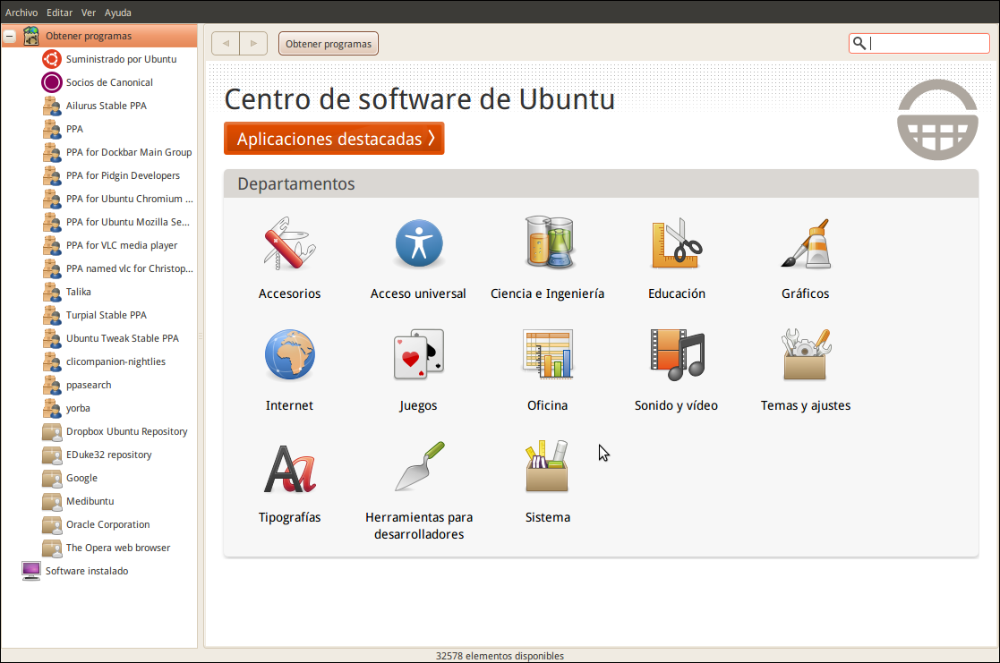 Archivo Editar Ver Ayuda
Obtener programas
Suministrado por Ubuntu
Socios de Canonical
Ailurus Stable PPA
PPA
PPA for Dockbar Main Group
PPA for Pidgin Developers
PPA for Ubuntu Chromium ...
PPA for Ubuntu Mozilla Se...
PPA for VLC media player
PPA named vlc for Christop...
Talika
Turpial Stable PPA
Ubuntu Tweak Stable PPA
clicompanion-nightlies
ppasearch
yorba
Dropbox Ubuntu Repository
EDuke32 repository
Google
Medibuntu
Oracle Corporation
The Opera web browser
Software instalado
Obtener programas
Centro de software de Ubuntu
Aplicaciones destacadas
Departamentos
Accesorios
Acceso universal
Ciencia e Ingeniería
Educación
Gráficos
Internet
Juegos
Oficina
Sonido y vídeo
Temas y ajustes
Tipografías
Herramientas para
desarrolladores
Sistema
32578 elementos disponibles